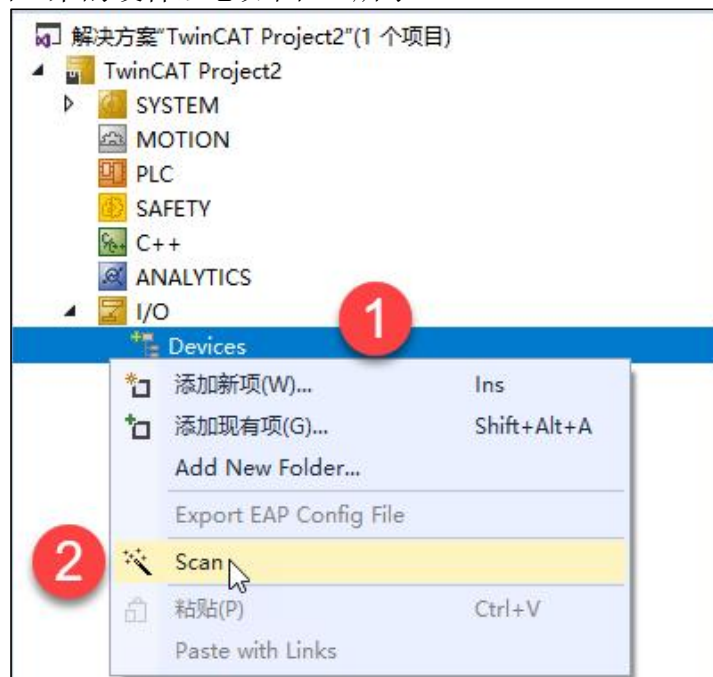 解决方案"TwinCAT Project2"(1 个项目)
TwinCAT Project2
SYSTEM
MOTION
PLC
SAFETY
C++
ANALYTICS
I/O
1
Devices
添加新项(W)... Ins
添加现有项(G)... Shift+Alt+A
Add New Folder...
Export EAP Config File
2 Scan
粘贴(P) Ctrl+V
Paste with Links